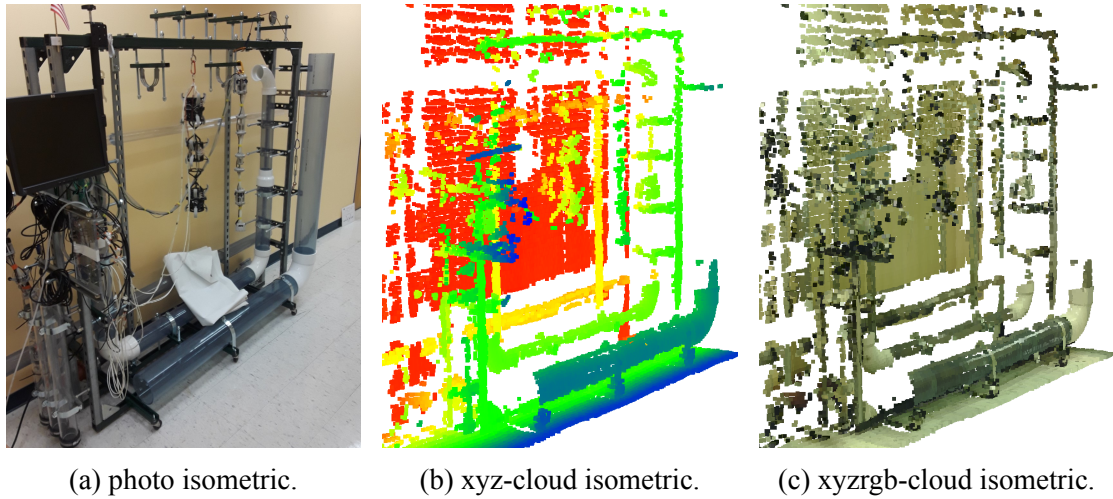 (a) photo isometric.
(b) xyz-cloud isometric.
(c) xyzrgb-cloud isometric.